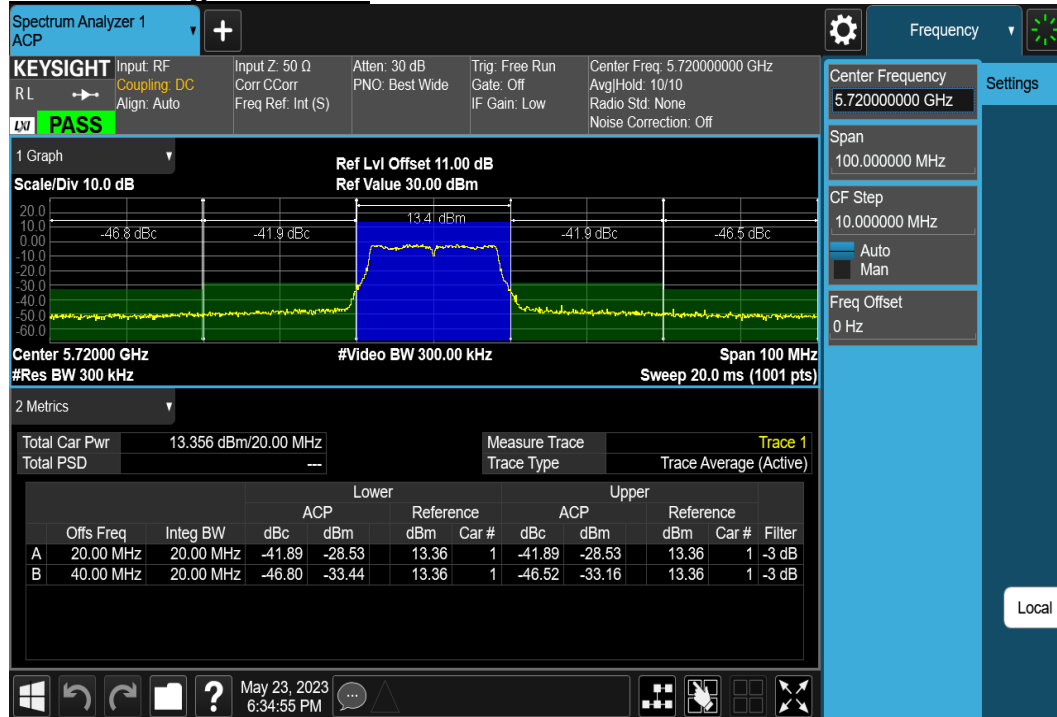 Spectrum Analyzer 1
ACP
+
Frequency
KEYSIGHT
RL
LXI PASS
Input: RF
Coupling: DC
Align: Auto
Input Z: 50 Ω
Corr CCorr
Freq Ref: Int (S)
Atten: 30 dB
PNO: Best Wide
Trig: Free Run
Gate: Off
IF Gain: Low
Center Freq: 5.720000000 GHz
Avg|Hold: 10/10
Radio Std: None
Noise Correction: Off
Center Frequency
5.720000000 GHz
Settings
Span
100.000000 MHz
CF Step
10.000000 MHz
Auto
Man
Freq Offset
0 Hz
1 Graph
Scale/Div 10.0 dB
Ref Lvl Offset 11.00 dB
Ref Value 30.00 dBm
20.0
10.0
0.00
-10.0
-20.0
-30.0
-40.0
-50.0
-60.0
-46.8 dBc
-41.9 dBc
13.4 dBm
-41.9 dBc
-46.5 dBc
Center 5.72000 GHz
#Video BW 300.00 kHz
Span 100 MHz
#Res BW 300 kHz
Sweep 20.0 ms (1001 pts)
2 Metrics
Total Car Pwr 13.356 dBm/20.00 MHz
Total PSD ---
Measure Trace Trace 1
Trace Type Trace Average (Active)
Lower Upper
ACP Reference ACP Reference
Offs Freq Integ BW dBc dBm dBm Car # dBc dBm dBm Car # Filter
A 20.00 MHz 20.00 MHz -41.89 -28.53 13.36 1 -41.89 -28.53 13.36 1 -3 dB
B 40.00 MHz 20.00 MHz -46.80 -33.44 13.36 1 -46.52 -33.16 13.36 1 -3 dB
Local
?
May 23, 2023
6:34:55 PM